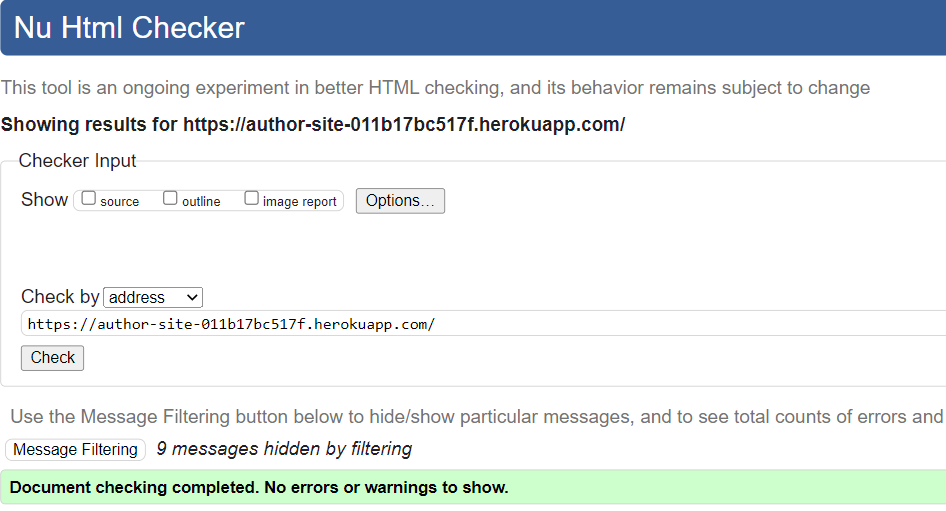 Nu Html Checker
This tool is an ongoing experiment in better HTML checking, and its behavior remains subject to change
Showing results for https://author-site-011b17bc517f.herokuapp.com/
Checker Input
Show source outline image report Options...
Check by address
https://author-site-011b17bc517f.herokuapp.com/
Check
Use the Message Filtering button below to hide/show particular messages, and to see total counts of errors and
Message Filtering 9 messages hidden by filtering
Document checking completed. No errors or warnings to show.